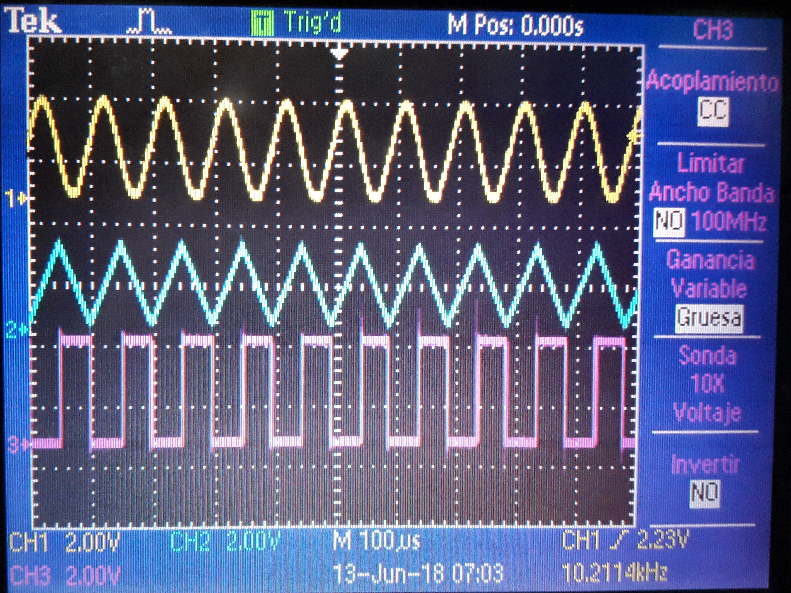 Tek Trig'd M Pos: 0.000s CH3
Acoplamiento
CC
Limitar
Ancho Banda
NO 100MHz
Ganancia
Variable
Gruesa
Sonda
10X
Voltaje
Invertir
NO
1
2
3
CH1 2.00V CH2 2.00V M 100µs CH1 2.23V
CH3 2.00V 13-Jun-18 07:03 10.2114kHz